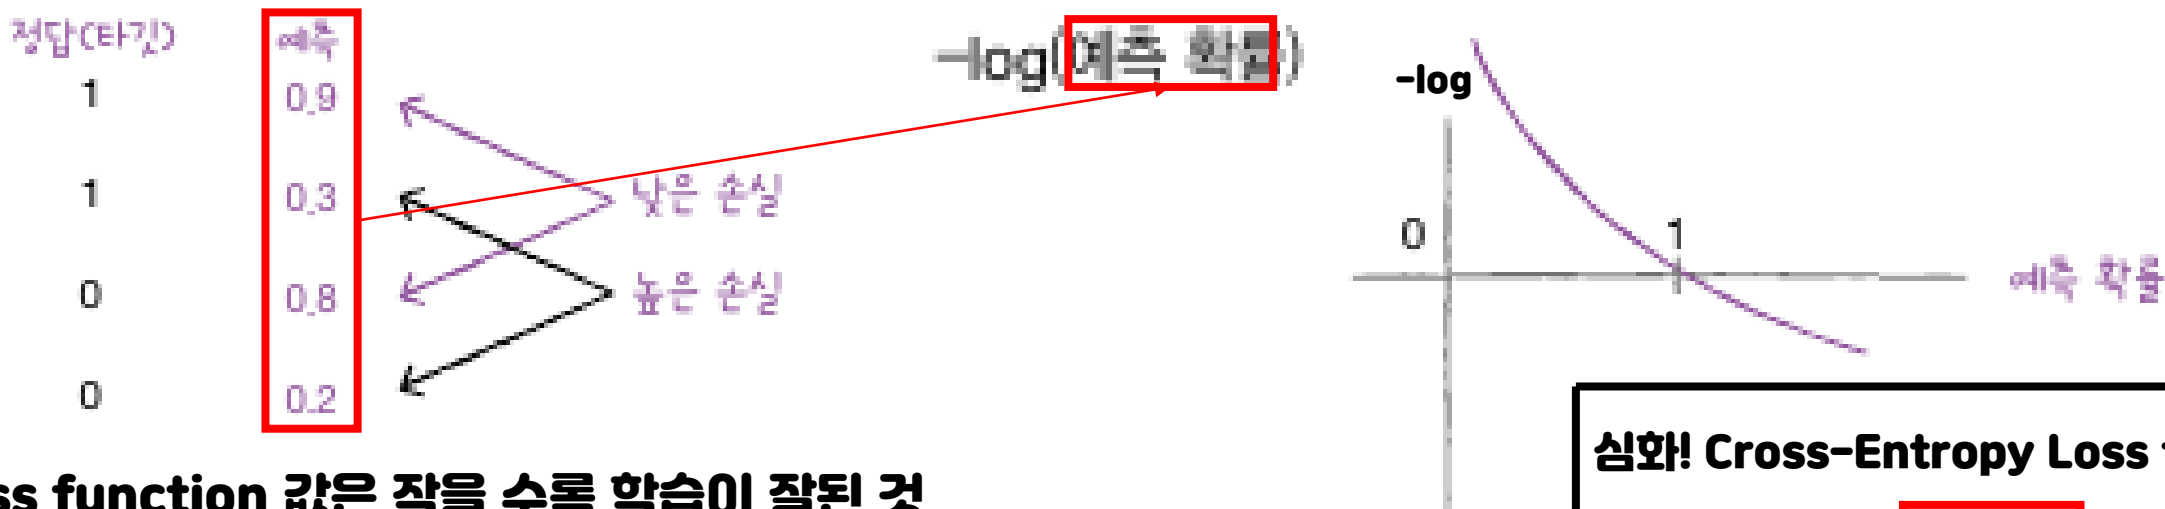 정답(타깃) 예측
1 0.9
1 0.3
0 0.8
0 0.2
낮은 손실
높은 손실
-log(예측 확률)
-log
0 1
예측 확률
심화! Cross-Entropy Loss
ss function 값은 작을 수록 학습이 잘된 것